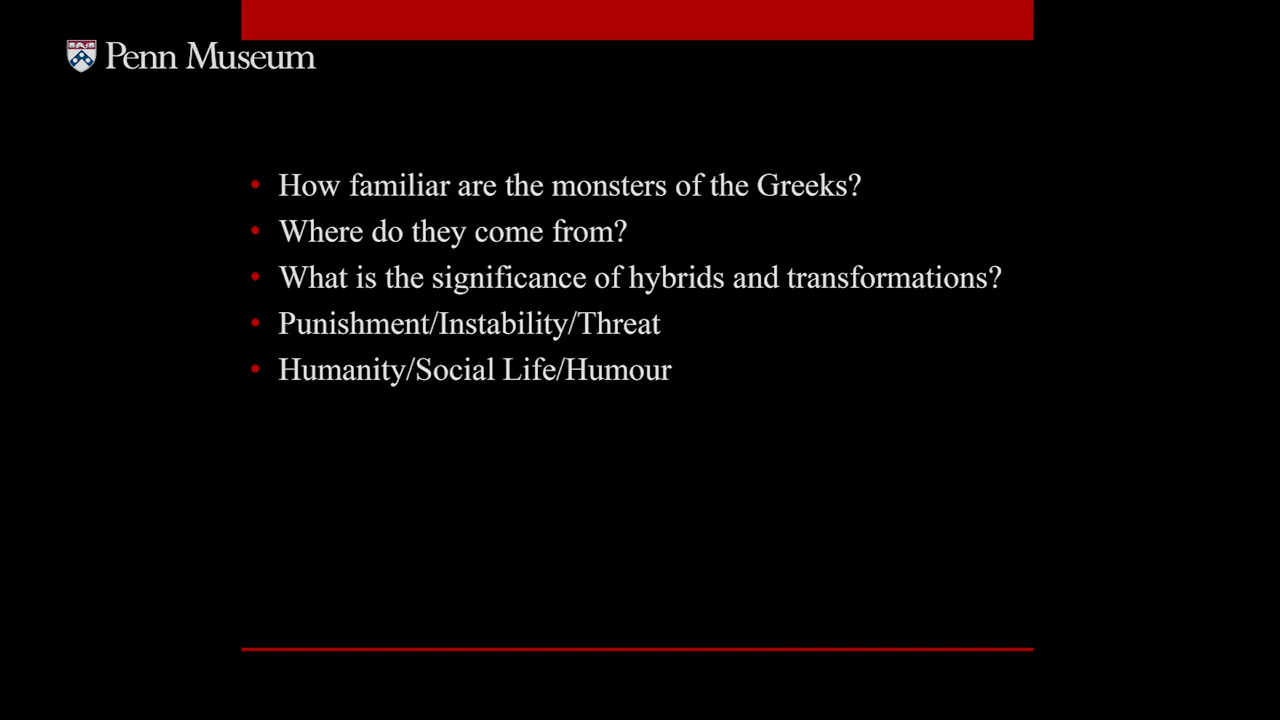 Penn Museum
• How familiar are the monsters of the Greeks?
• Where do they come from?
• What is the significance of hybrids and transformations?
• Punishment/Instability/Threat
• Humanity/Social Life/Humour